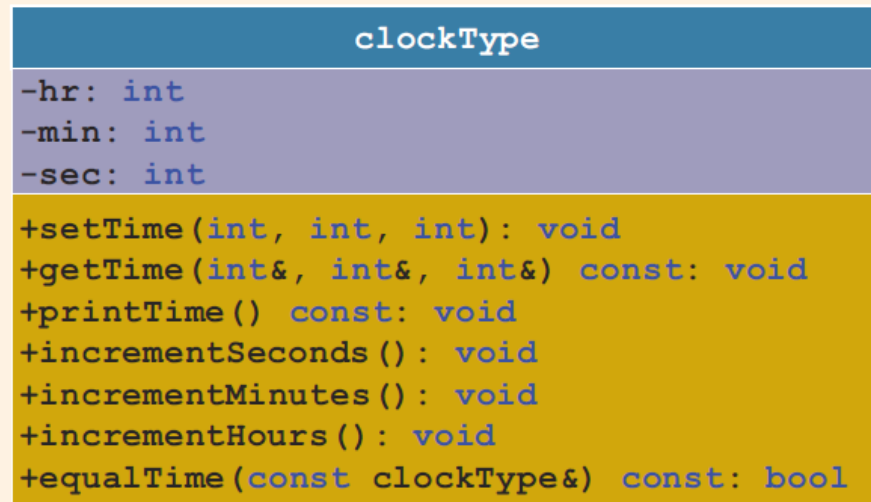 clockType
-hr: int
-min: int
-sec: int
+setTime(int, int, int): void
+getTime(int&, int&, int&) const: void
+printTime() const: void
+incrementSeconds(): void
+incrementMinutes(): void
+incrementHours(): void
+equalTime(const clockType&) const: bool